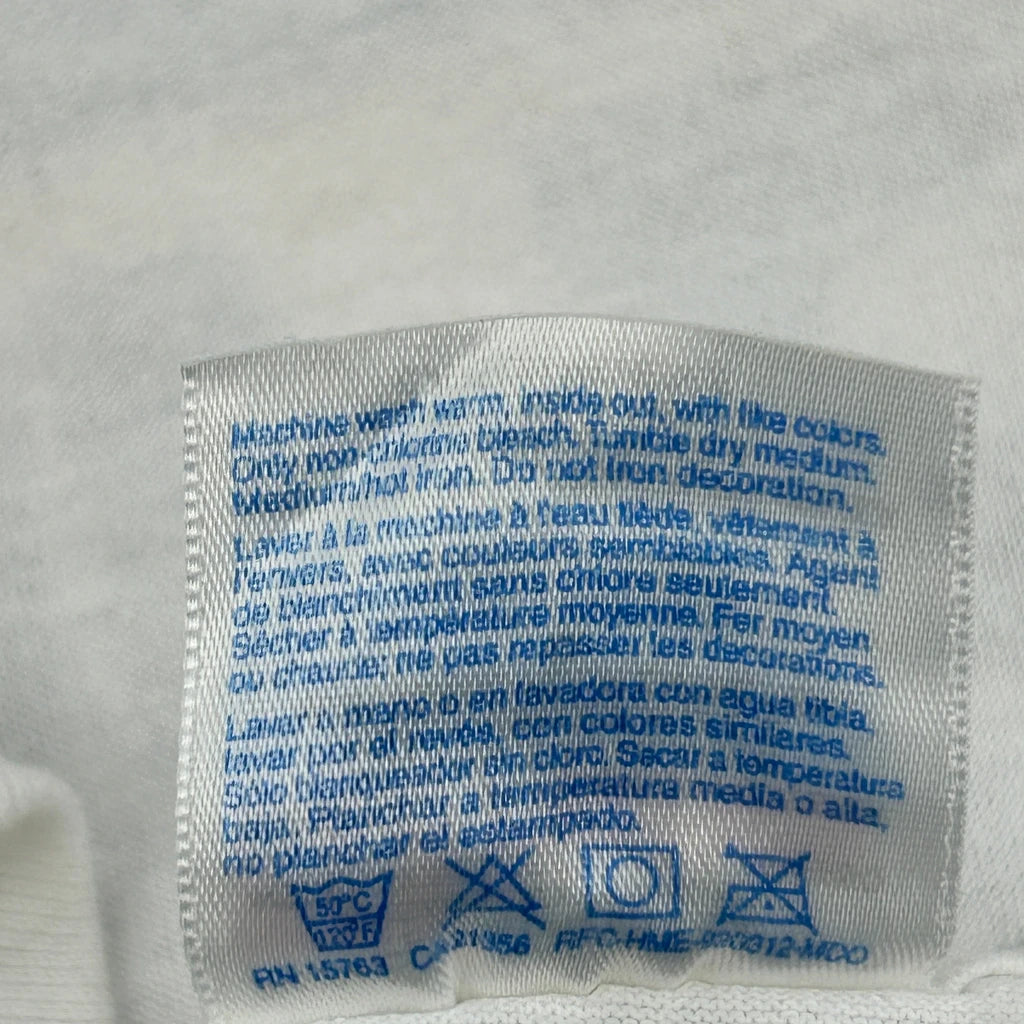 Machine wash warm, inside out, with like colors.
Only non-chlorine bleach. Tumble dry medium.
Medium/hot iron. Do not iron decoration.
Laver à la machine à l'eau tiède, vêtement à
l'envers, avec couleurs semblables. Agent
de blanchiment sans chlore seulement.
Sécher à température moyenne. Fer moyen
ou chaude; ne pas repasser les decorations.
Lavar a mano o en lavadora con agua tibia,
lavar por el revés, con colores similares.
Solo blanqueador sin cloro. Secar a temperatura
baja. Planchar a temperatura media o alta,
no planchar el estampado.
50°C
120°F
RN 15763 CA 21956 RFC-HME-